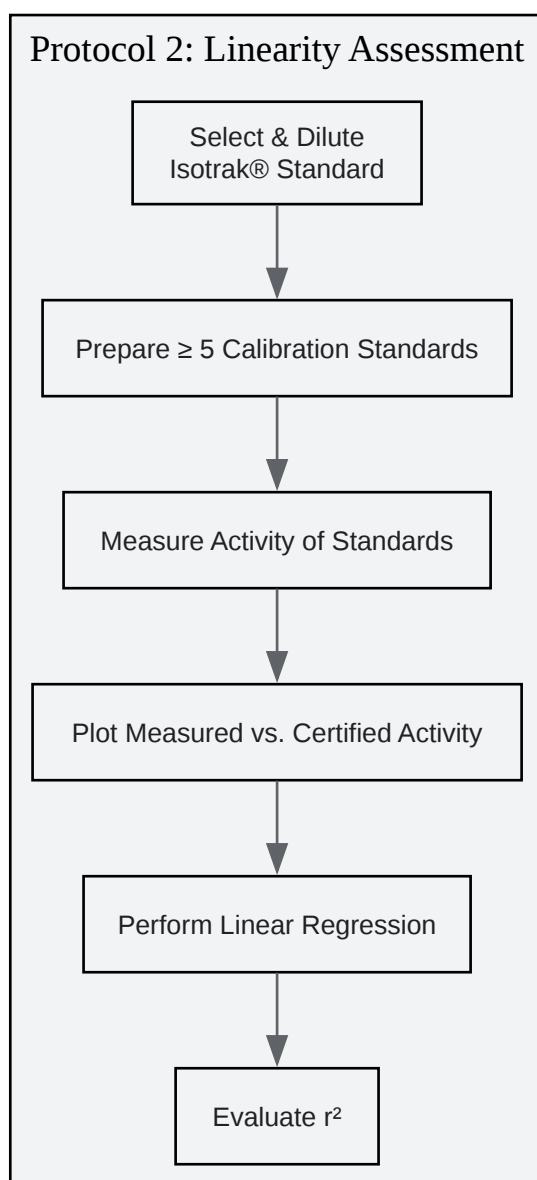 Protocol 2: Linearity Assessment
Select & Dilute
Isotrak® Standard
Prepare ≥ 5 Calibration Standards
Measure Activity of Standards
Plot Measured vs. Certified Activity
Perform Linear Regression
Evaluate r²